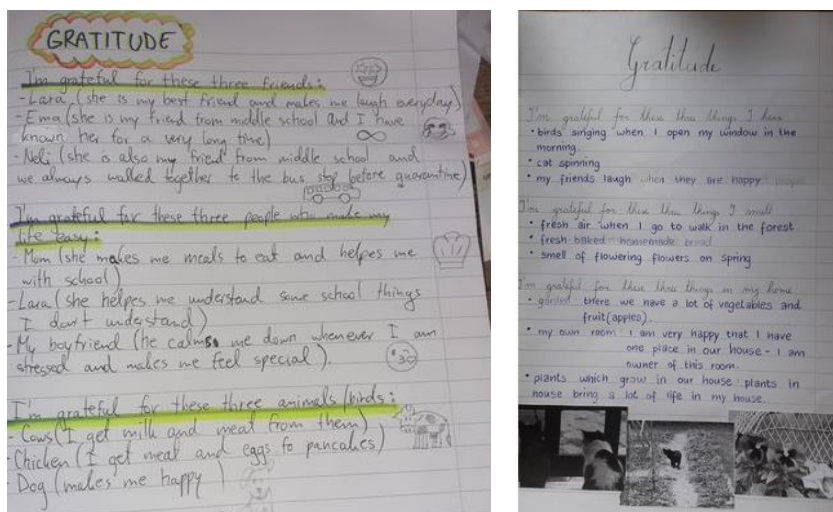 GRATITUDE
I'm grateful for these three friends:
- Lara (she is my best friend and makes me laugh everyday)
- Ema (she is my friend from middle school and I have
known her for a very long time)
- Neli (she is also my friend from middle school and
we always walked together to the bus stop before quarantine)
I'm grateful for these three people who make my
life easy:
- Mom (she makes me meals to eat and helpes me
with school)
- Lara (she helps me understand some school things
I don't understand)
- My boyfriend (he calms me down whenever I am
stressed and makes me feel special).
I'm grateful for these three animals/birds:
- Cows (I get milk and meat from them)
- Chicken (I get meat and eggs fo pancakes)
- Dog (makes me happy )
Gratitude
I'm grateful for these three things I hear
• birds singing when I open my window in the
morning.
• cat spinning
• my friends laugh when they are happy people
I'm grateful for these three things I smell
• fresh air when I go to walk in the forest
• fresh-baked homemade bread
• smell of flowering flowers on spring
I'm grateful for these three things in my home
• garden: there we have a lot of vegetables and
fruit (apples).
• my own room: I am very happy that I have
one place in our house - I am
owner of this room.
• plants which grow in our house: plants in
house bring a lot of life in my house.